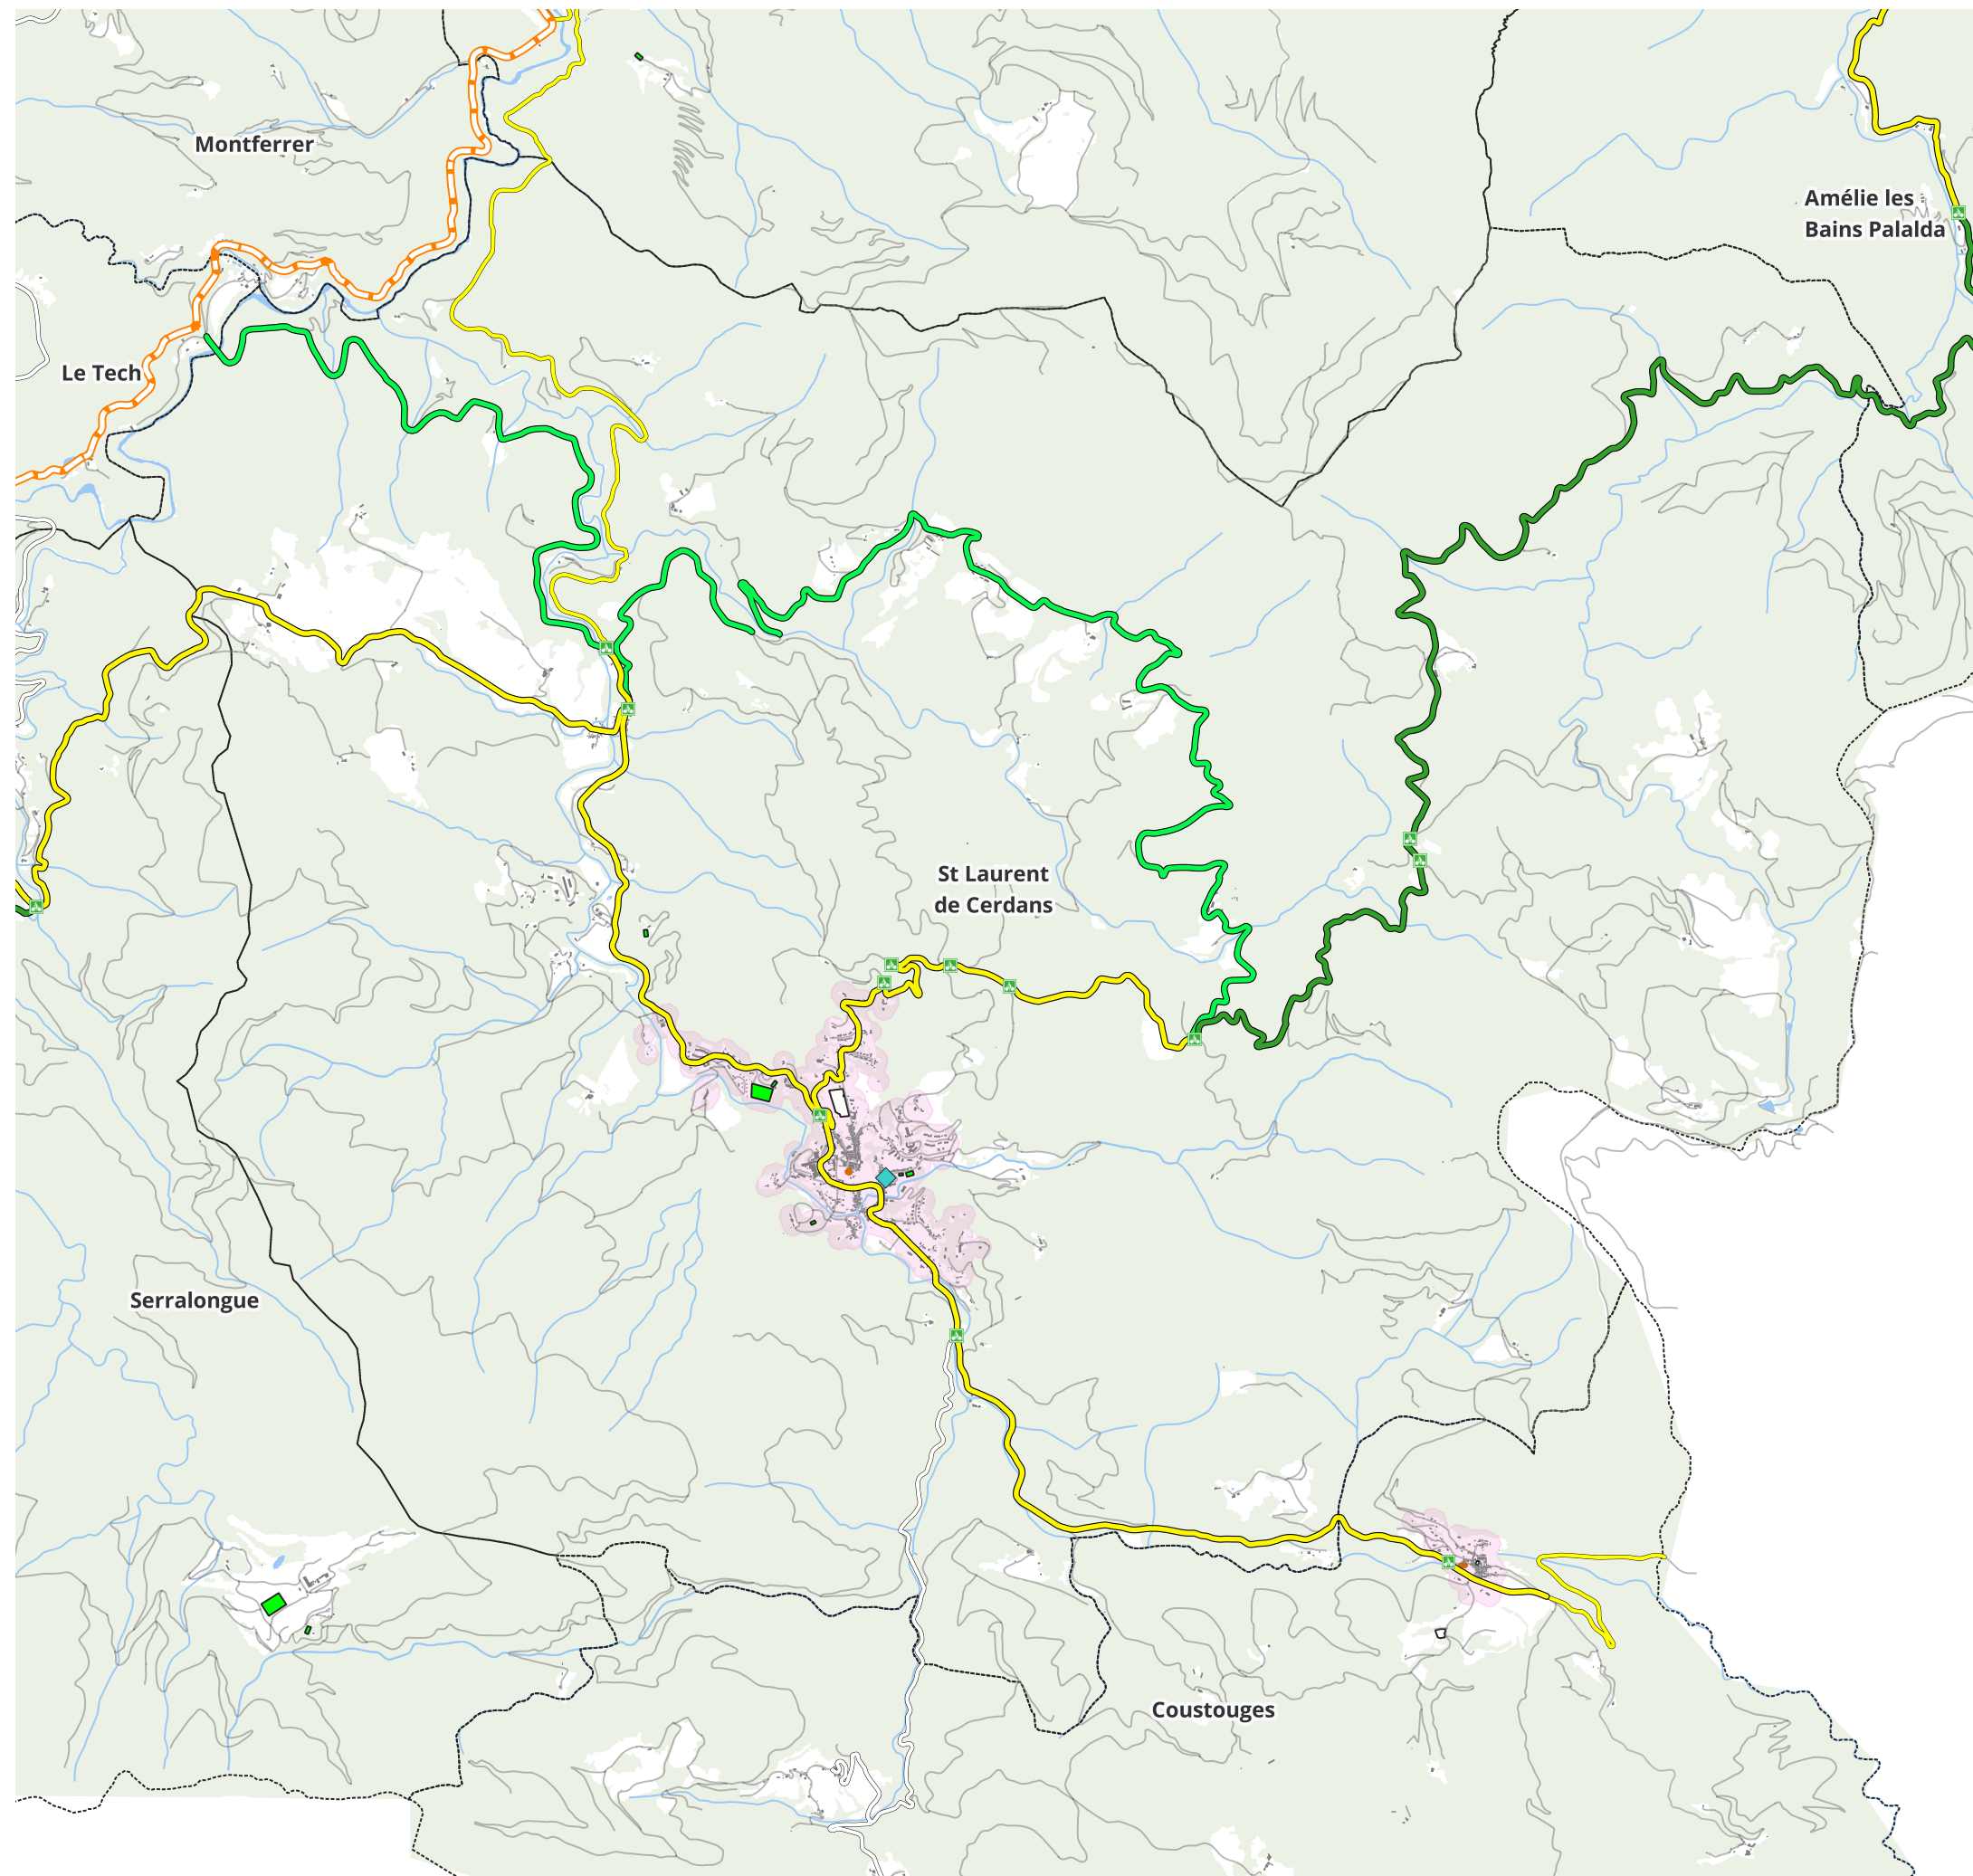 Montferrer
Amélie les
Bains Palalda
Le Tech
St Laurent
de Cerdans
Serralongue
Coustouges